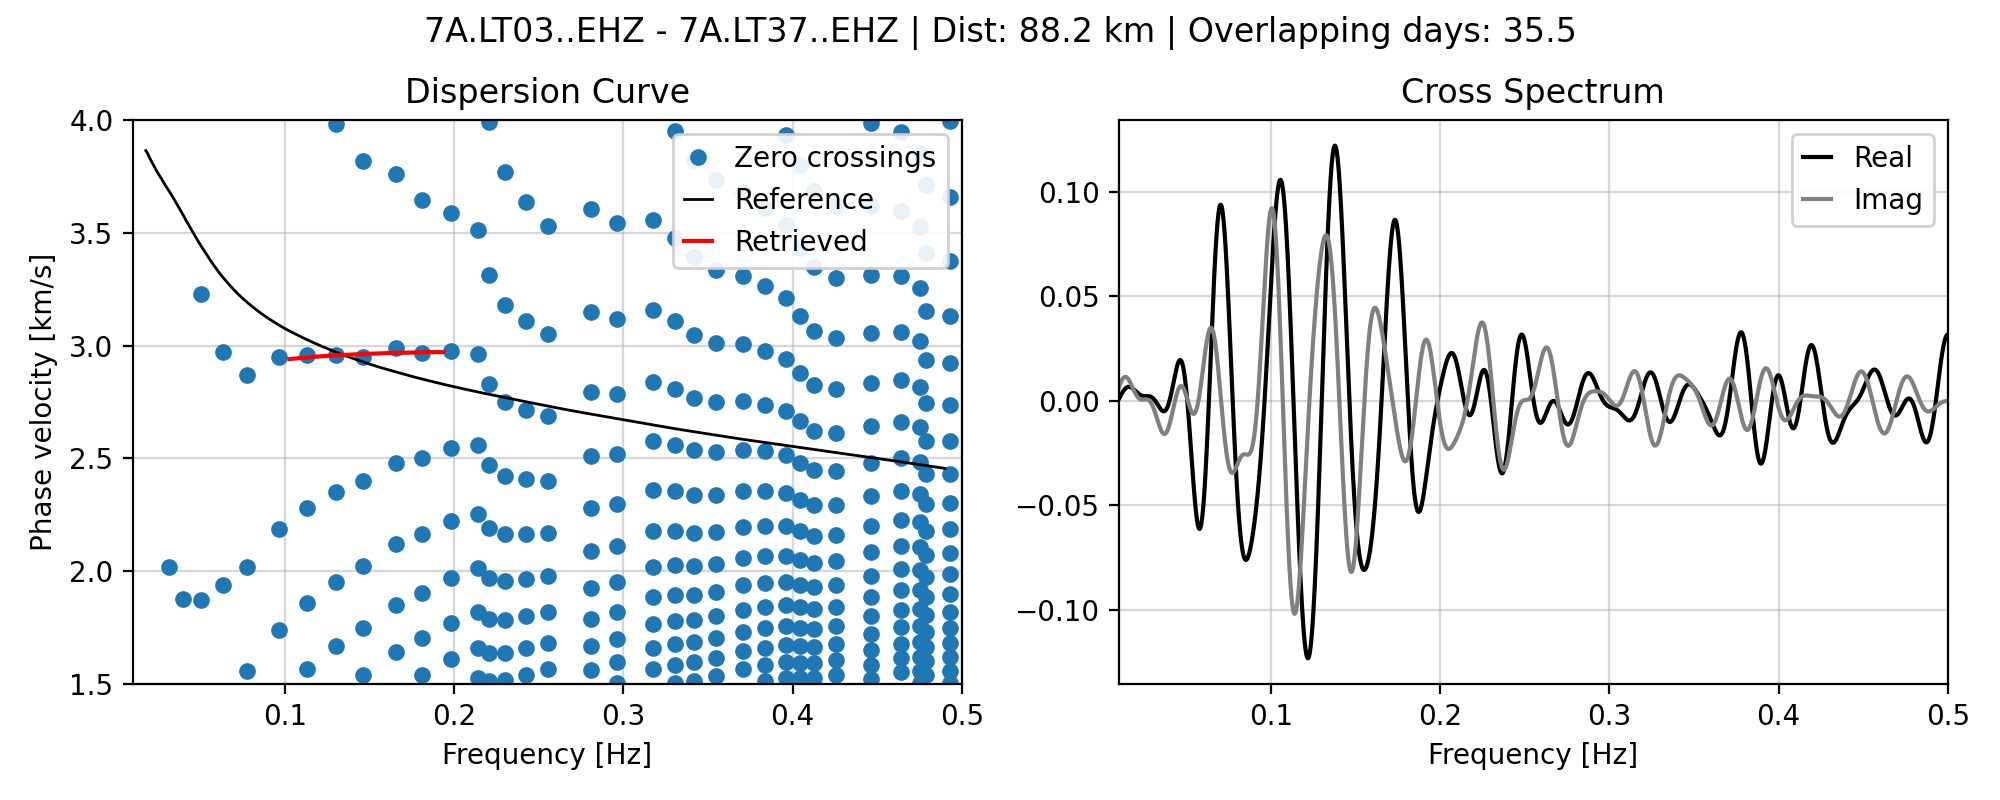 7A.LT03..EHZ - 7A.LT37..EHZ | Dist: 88.2 km | Overlapping days: 35.5
Dispersion Curve
Phase velocity [km/s]
4.0
3.5
3.0
2.5
2.0
1.5
Zero crossings
Reference
Retrieved
0.1
0.2
0.3
0.4
0.5
Frequency [Hz]
Cross Spectrum
0.10
0.05
0.00
−0.05
−0.10
Real
Imag
0.1
0.2
0.3
0.4
0.5
Frequency [Hz]